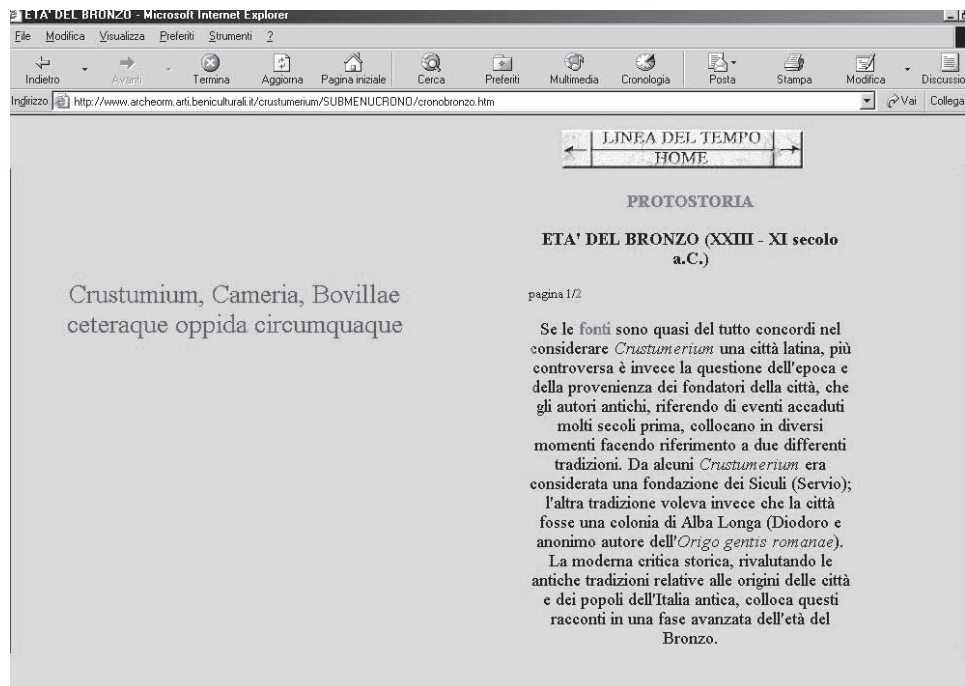 ETA' DEL BRONZO - Microsoft Internet Explorer
File Modifica Visualizza Preferiti Strumenti ?
Indietro Avanti Termina Aggiorna Pagina iniziale Cerca Preferiti Multimedia Cronologia Posta Stampa Modifica Discussio
Indirizzo http://www.archeorm.arti.beniculturali.it/crustumerium/SUBMENUCRONO/cronobronzo.htm Vai Collega
LINEA DEL TEMPO
HOME
PROTOSTORIA
ETA' DEL BRONZO (XXIII - XI secolo
a.C.)
Crustumium, Cameria, Bovillae
ceteraque oppida circumquaque
pagina 1/2
Se le fonti sono quasi del tutto concordi nel
considerare Crustumerium una città latina, più
controversa è invece la questione dell'epoca e
della provenienza dei fondatori della città, che
gli autori antichi, riferendo di eventi accaduti
molti secoli prima, collocano in diversi
momenti facendo riferimento a due differenti
tradizioni. Da alcuni Crustumerium era
considerata una fondazione dei Siculi (Servio);
l'altra tradizione voleva invece che la città
fosse una colonia di Alba Longa (Diodoro e
anonimo autore dell'Origo gentis romanae).
La moderna critica storica, rivalutando le
antiche tradizioni relative alle origini delle città
e dei popoli dell'Italia antica, colloca questi
racconti in una fase avanzata dell'età del
Bronzo.